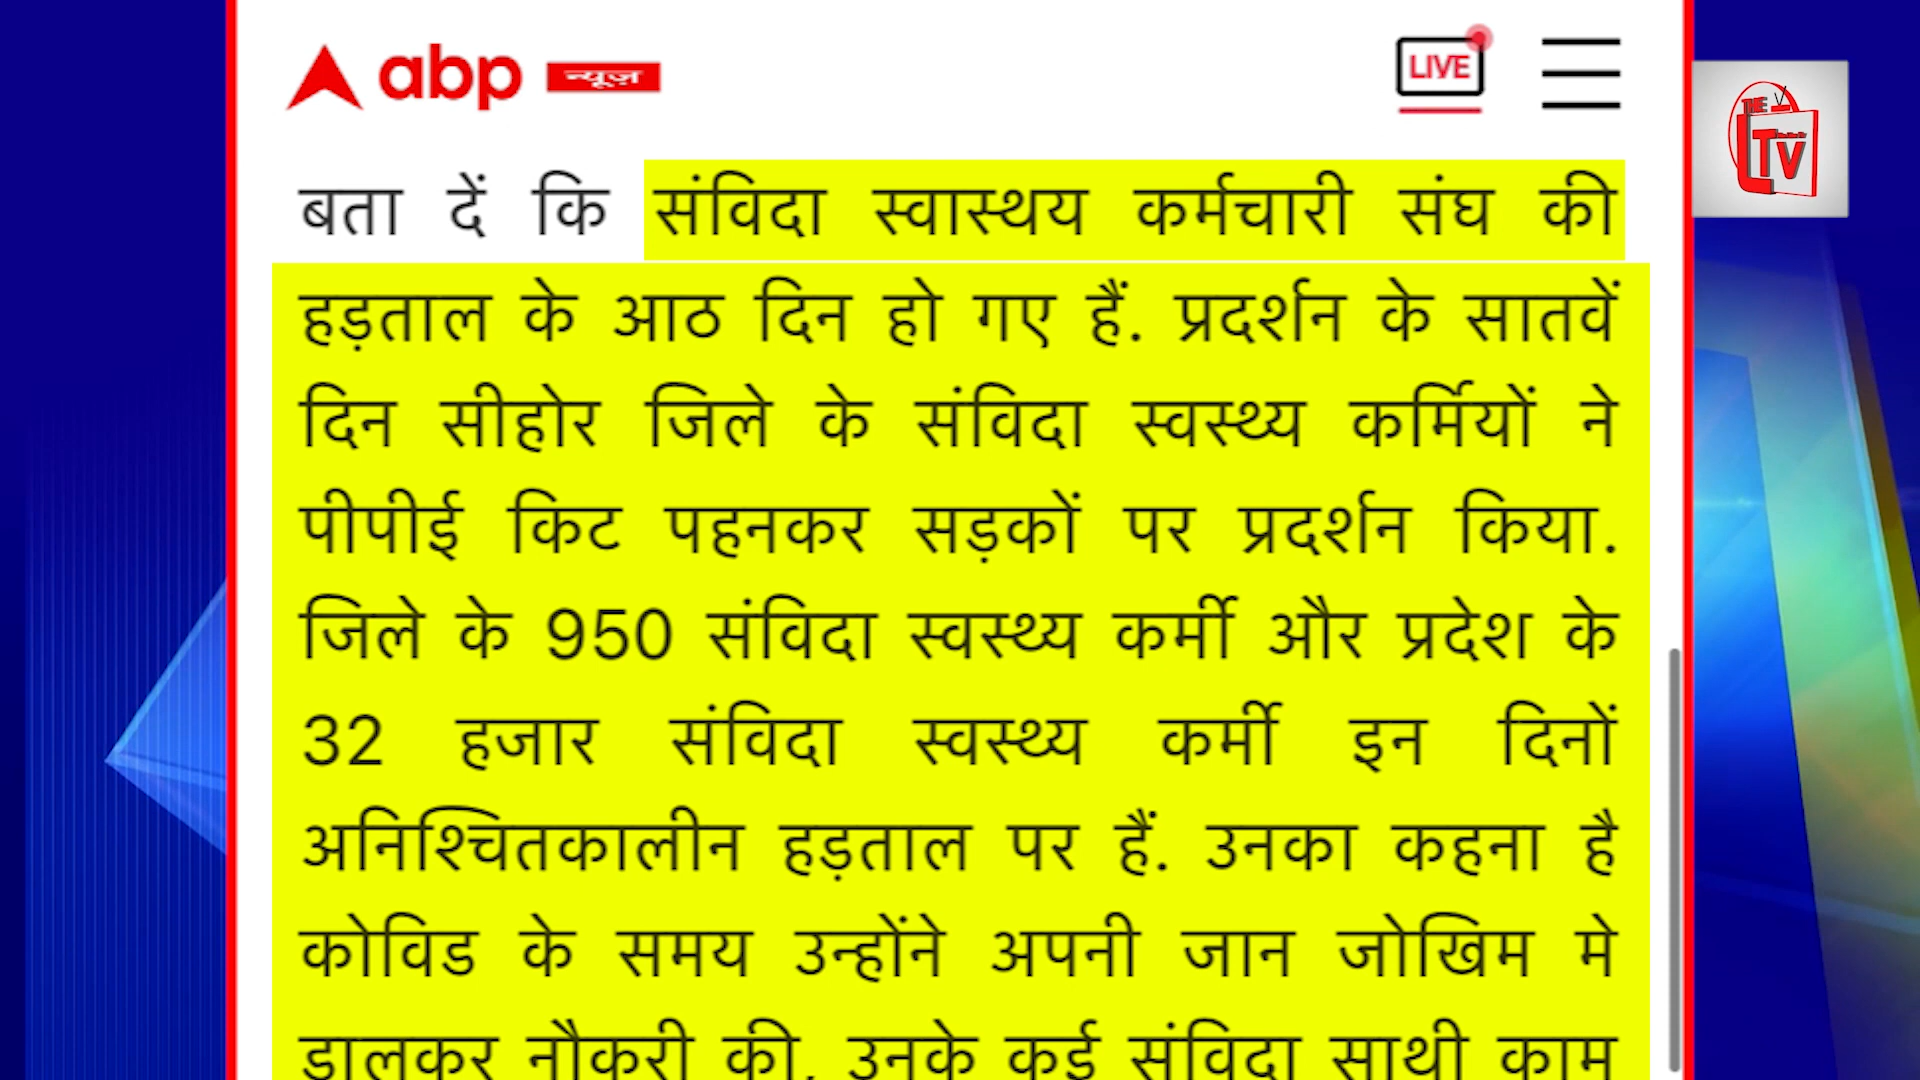 abp न्यूज़
LIVE
THE
TV
बता दें कि संविदा स्वास्थय कर्मचारी संघ की
हड़ताल के आठ दिन हो गए हैं. प्रदर्शन के सातवें
दिन सीहोर जिले के संविदा स्वस्थ्य कर्मियों ने
पीपीई किट पहनकर सड़कों पर प्रदर्शन किया.
जिले के 950 संविदा स्वस्थ्य कर्मी और प्रदेश के
32 हजार संविदा स्वस्थ्य कर्मी इन दिनों
अनिश्चितकालीन हड़ताल पर हैं. उनका कहना है
कोविड के समय उन्होंने अपनी जान जोखिम मे
डालकर नौकरी की, उनके कई संविदा साथी काम